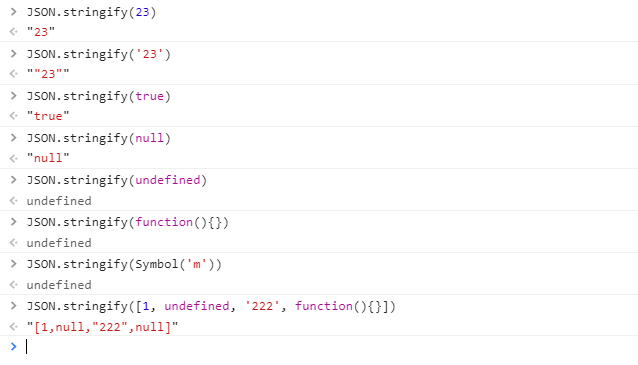 JSON.stringify(23)
"23"
JSON.stringify('23')
""23""
JSON.stringify(true)
"true"
JSON.stringify(null)
"null"
JSON.stringify(undefined)
undefined
JSON.stringify(function(){})
undefined
JSON.stringify(Symbol('m'))
undefined
JSON.stringify([1, undefined, '222', function(){}])
"[1,null,"222",null]"